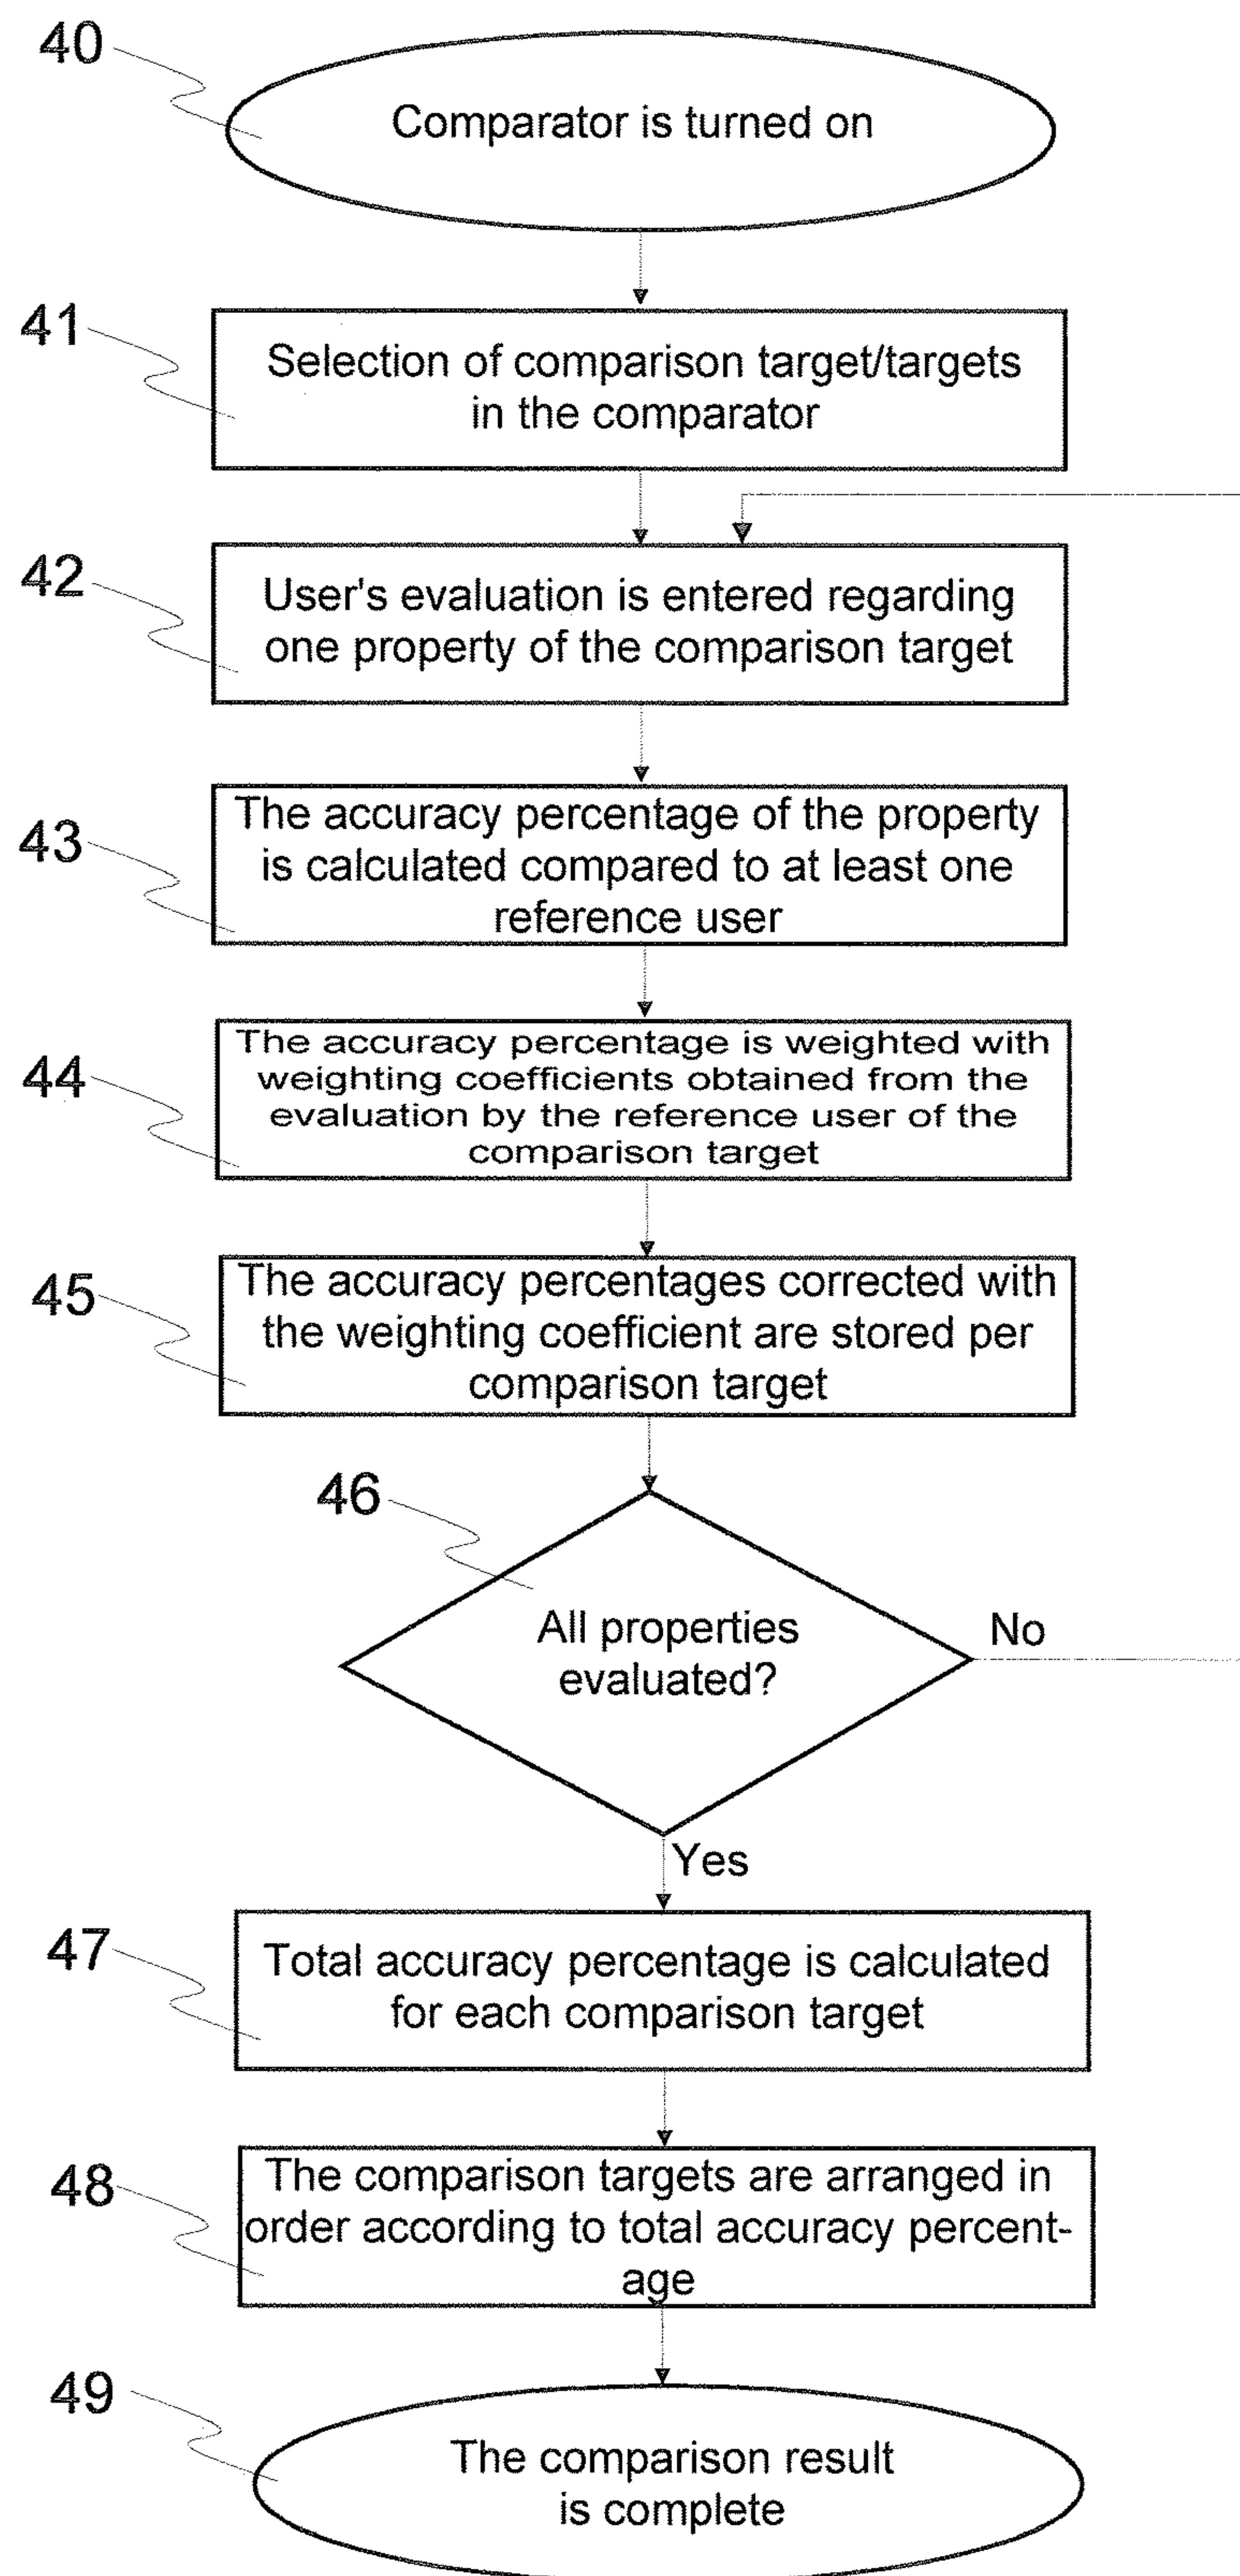 40
Comparator is turned on
41
Selection of comparison target/targets
in the comparator
42
User's evaluation is entered regarding
one property of the comparison target
43
The accuracy percentage of the property
is calculated compared to at least one
reference user
44
The accuracy percentage is weighted with
weighting coefficients obtained from the
evaluation by the reference user of the
comparison target
45
The accuracy percentages corrected with
the weighting coefficient are stored per
comparison target
46
All properties
evaluated?
No
Yes
47
Total accuracy percentage is calculated
for each comparison target
48
The comparison targets are arranged in
order according to total accuracy percent-
age
49
The comparison result
is complete